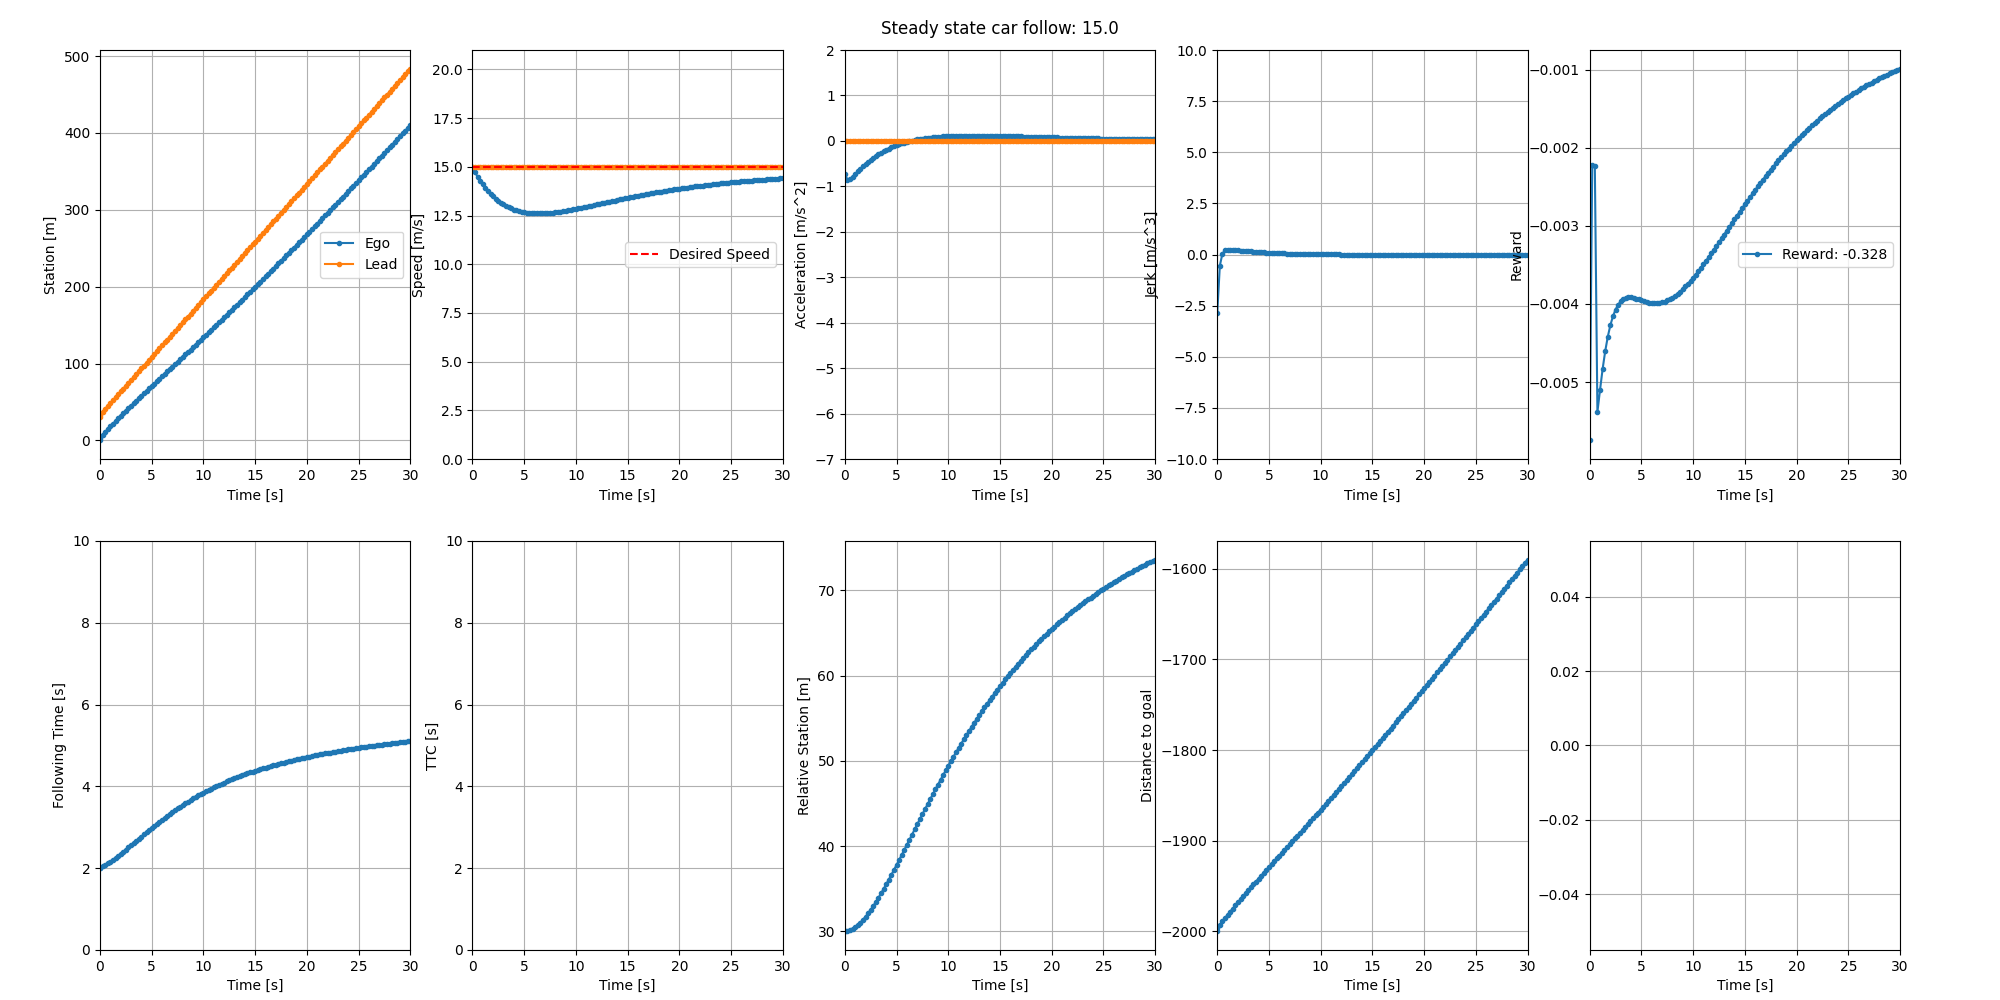 Steady state car follow: 15.0
500
400
300
200
100
0
Station [m]
Ego
Lead
0 5 10 15 20 25 30
Time [s]
20.0
17.5
15.0
12.5
10.0
7.5
5.0
2.5
0.0
Speed [m/s]
Desired Speed
0 5 10 15 20 25 30
Time [s]
2
1
0
−1
−2
−3
−4
−5
−6
−7
Acceleration [m/s^2]
0 5 10 15 20 25 30
Time [s]
10.0
7.5
5.0
2.5
0.0
−2.5
−5.0
−7.5
−10.0
Jerk [m/s^3]
0 5 10 15 20 25 30
Time [s]
−0.001
−0.002
−0.003
−0.004
−0.005
Reward
Reward: -0.328
0 5 10 15 20 25 30
Time [s]
10
8
6
4
2
0
Following Time [s]
0 5 10 15 20 25 30
Time [s]
10
8
6
4
2
0
TTC [s]
0 5 10 15 20 25 30
Time [s]
70
60
50
40
30
Relative Station [m]
0 5 10 15 20 25 30
Time [s]
−1600
−1700
−1800
−1900
−2000
Distance to goal
0 5 10 15 20 25 30
Time [s]
0.04
0.02
0.00
−0.02
−0.04
0 5 10 15 20 25 30
Time [s]